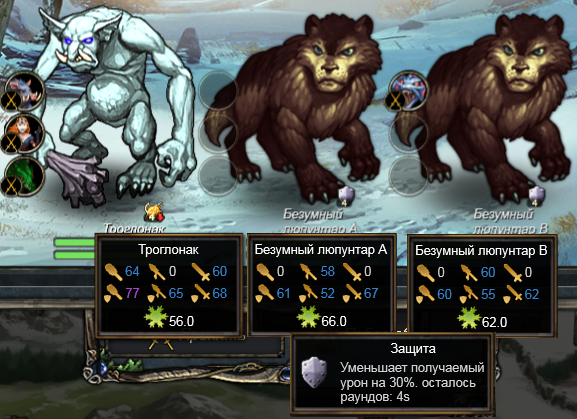 4
4
Троглонак
Безумный
люпунтар A
Безумный
люпунтар B
Троглонак
64 0 60
77 65 68
56.0
Безумный люпунтар A
0 58 0
61 52 67
66.0
Безумный люпунтар B
0 60 0
60 55 62
62.0
Защита
Уменьшает получаемый
урон на 30%. осталось
раундов: 4s